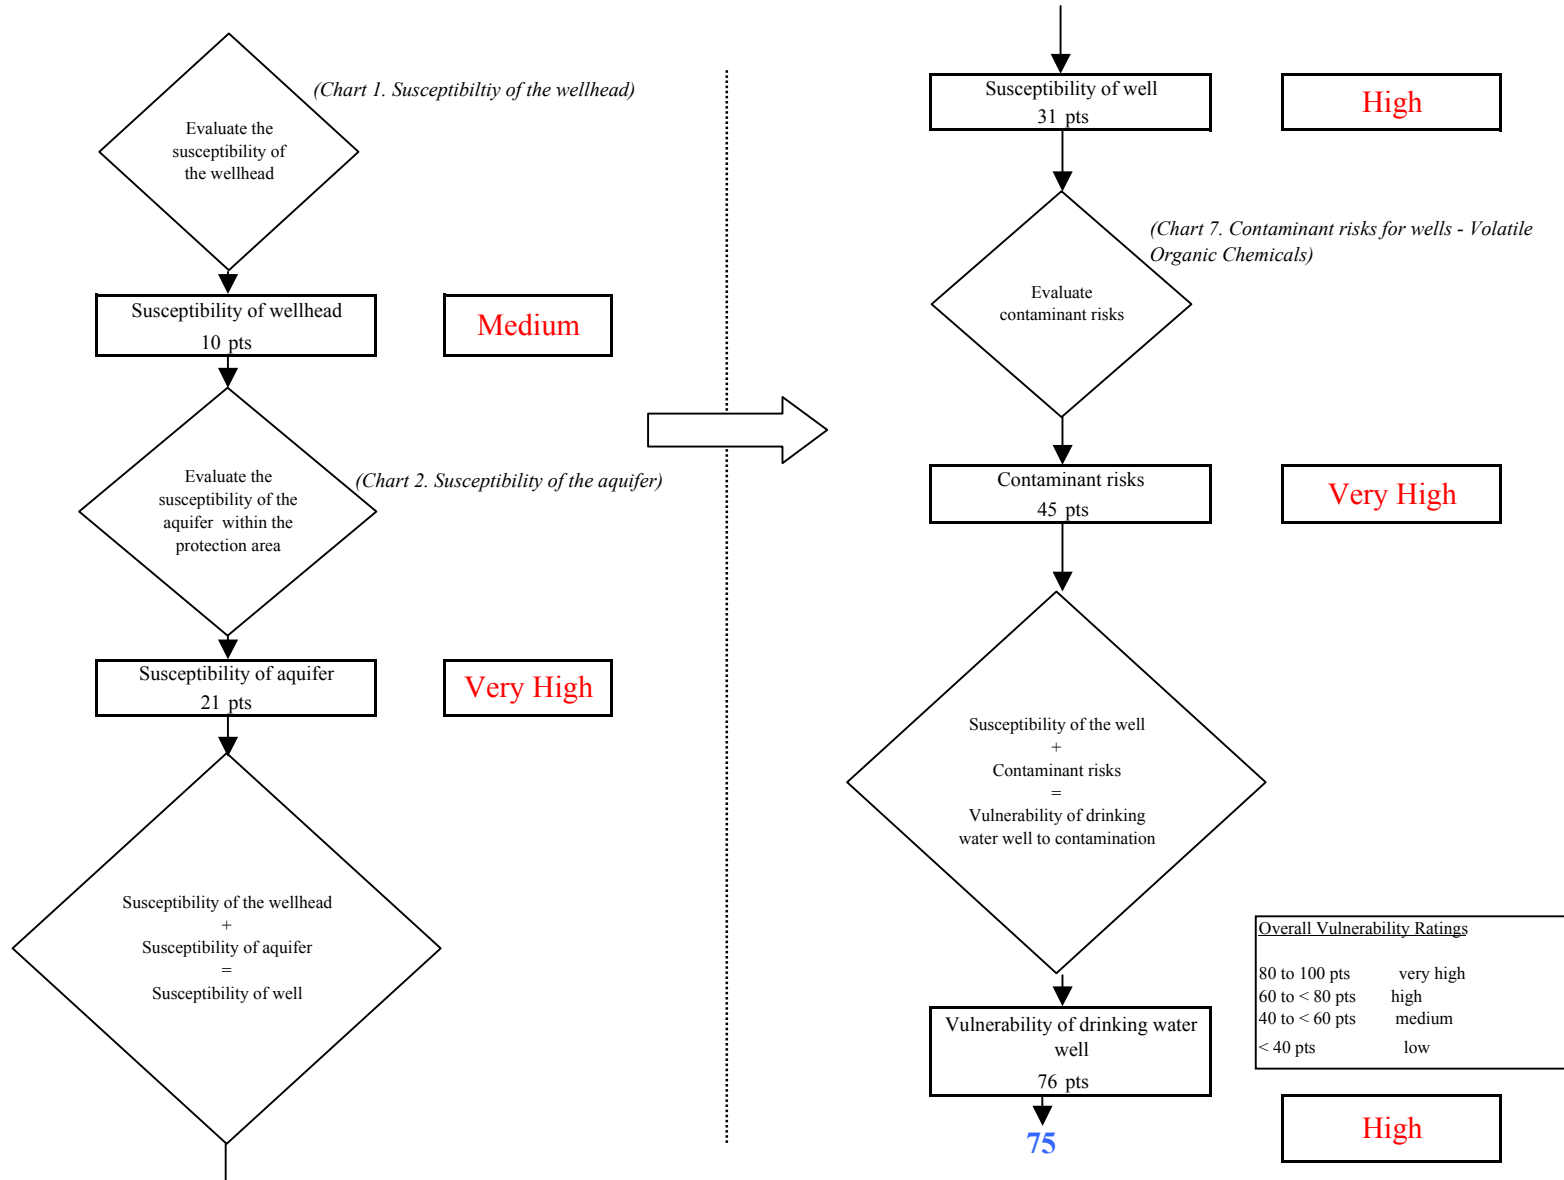 (Chart 1. Susceptibiltiy of the wellhead)
Evaluate the
susceptibility of
the wellhead
Susceptibility of wellhead
10 pts
Medium
(Chart 2. Susceptibility of the aquifer)
Evaluate the
susceptibility of the
aquifer within the
protection area
Susceptibility of aquifer
21 pts
Very High
Susceptibility of the wellhead
+
Susceptibility of aquifer
=
Susceptibility of well
Susceptibility of well
31 pts
High
(Chart 7. Contaminant risks for wells - Volatile
Organic Chemicals)
Evaluate
contaminant risks
Contaminant risks
45 pts
Very High
Susceptibility of the well
+
Contaminant risks
=
Vulnerability of drinking
water well to contamination
Overall Vulnerability Ratings
80 to 100 pts very high
60 to < 80 pts high
40 to < 60 pts medium
< 40 pts low
Vulnerability of drinking water
well
76 pts
High
75